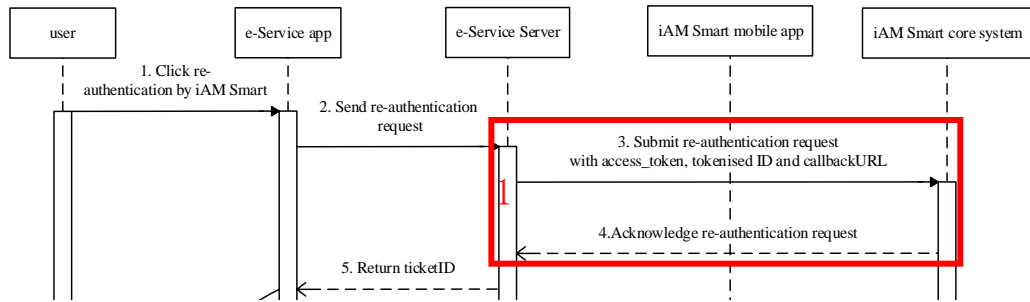 user
e-Service app
e-Service Server
iAM Smart mobile app
iAM Smart core system
1. Click re-
authentication by iAM Smart
2. Send re-authentication
request
3. Submit re-authentication request
with access_token, tokenised ID and callbackURL
1
4.Acknowledge re-authentication request
5. Return ticketID